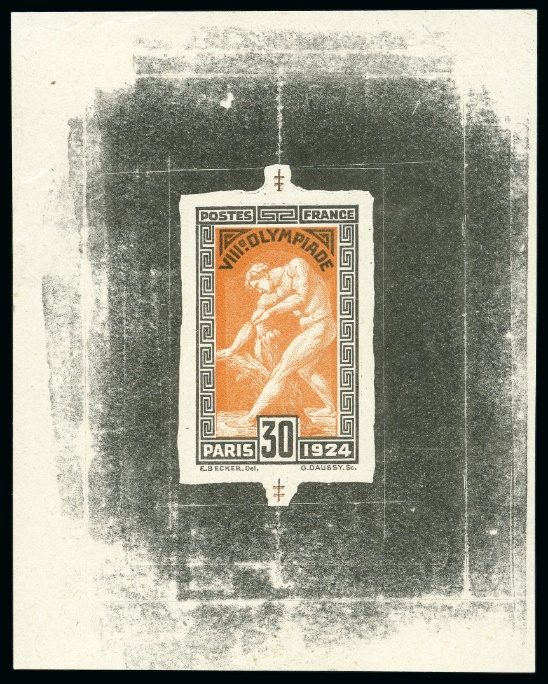 POSTES FRANCE
VIIIe OLYMPIADE
PARIS 30 1924
E.BECKER, Del. G.DAUSSY, Sc.